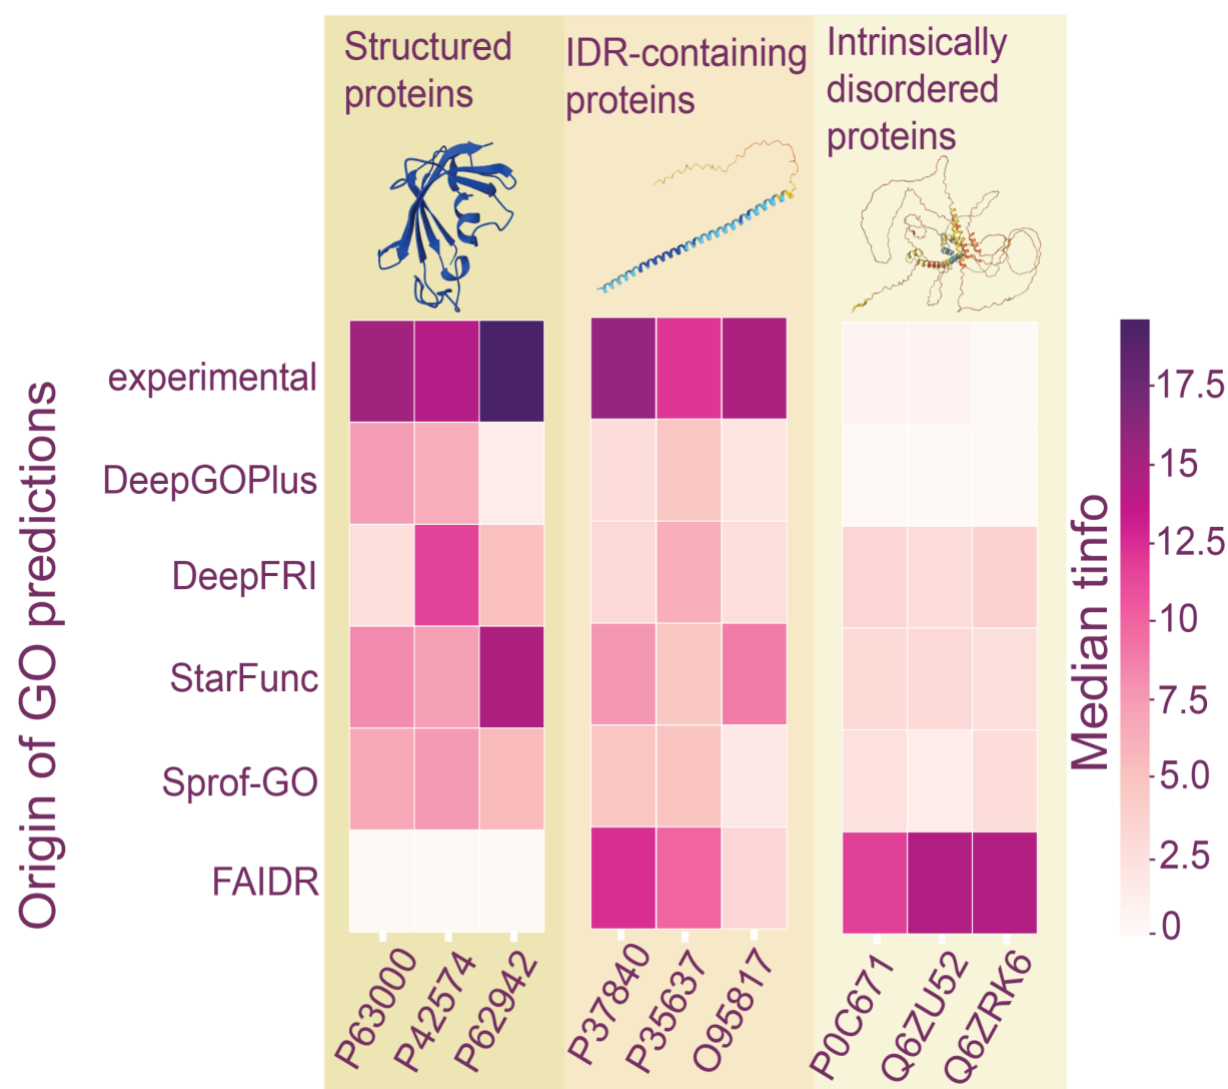 Structured
proteins
IDR-containing
proteins
Intrinsically
disordered
proteins
Origin of GO predictions
experimental
DeepGOPlus
DeepFRI
StarFunc
Sprof-GO
FAIDR
P63000
P42574
P62942
P37840
P35637
O95817
P0C671
Q6ZU52
Q6ZRK6
Median tinfo
17.5
15
12.5
10
7.5
5.0
2.5
0